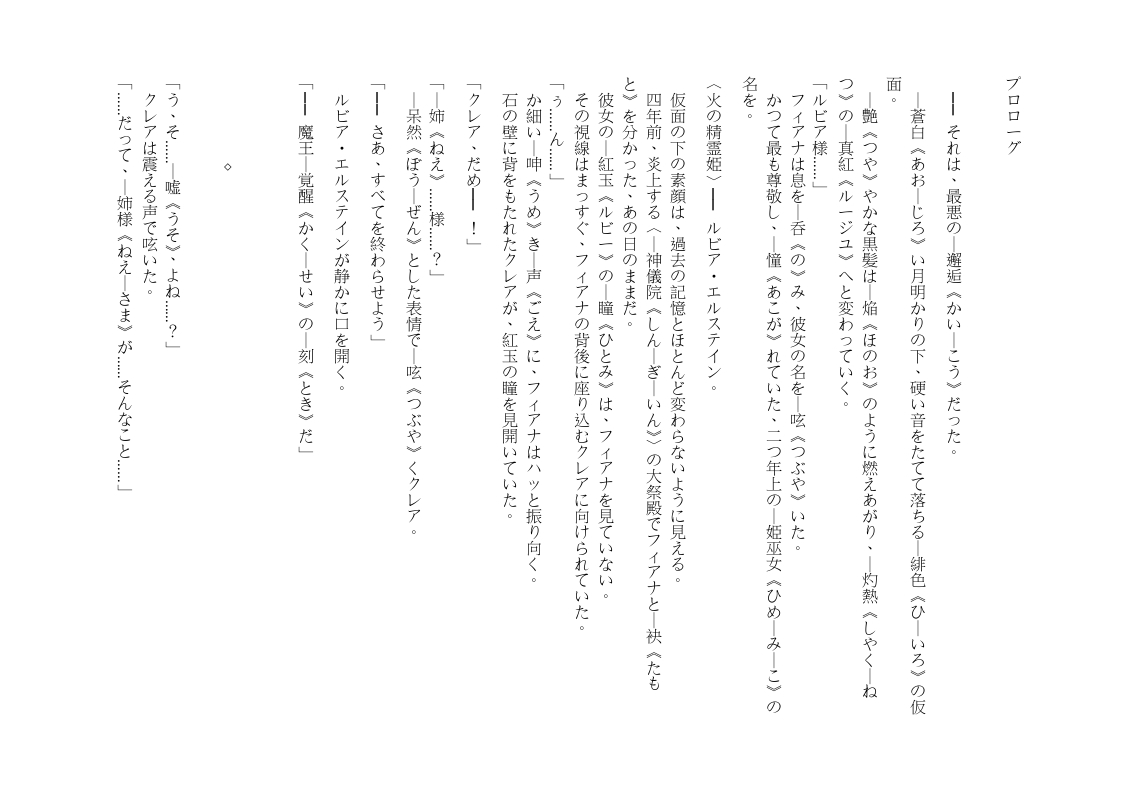 プロローグ
━━ それは、最悪の―邂逅《かい―こう》だった。
―蒼白《あお―じろ》い月明かりの下、硬い音をたてて落ちる―緋色《ひ―いろ》の仮
面。
―艶《つや》やかな黒髪は―焔《ほのお》のように燃えあがり、―灼熱《しゃく―ね
つ》の―真紅《ルージュ》へと変わっていく。
「ルビア様……」
フィアナは息を―呑《の》み、彼女の名を―呟《つぶや》いた。
かつて最も尊敬し、―憧《あこが》れていた、二つ年上の―姫巫女《ひめ―み―こ》の
名を。
〈火の精霊姫〉━━ ルビア・エルステイン。
仮面の下の素顔は、過去の記憶とほとんど変わらないように見える。
四年前、炎上する〈―神儀院《しん―ぎ―いん》〉の大祭殿でフィアナと―袂《たも
と》を分かった、あの日のままだ。
彼女の―紅玉《ルビー》の―瞳《ひとみ》は、フィアナを見ていない。
その視線はまっすぐ、フィアナの背後に座り込むクレアに向けられていた。
「ぅ……ん……」
か細い―呻《うめ》き―声《ごえ》に、フィアナはハッと振り向く。
石の壁に背をもたれたクレアが、紅玉の瞳を見開いていた。
「クレア、だめ━━！」
「―姉《ねえ》……様……？」
―呆然《ぼう―ぜん》とした表情で―呟《つぶや》くクレア。
「━━ さあ、すべてを終わらせよう」
ルビア・エルステインが静かに口を開く。
「━━ 魔王―覚醒《かく―せい》の―刻《とき》だ」
◇
「う、そ…… ―嘘《うそ》、よね……？」
クレアは震える声で呟いた。
「……だって、―姉様《ねえ―さま》が……そんなこと……」